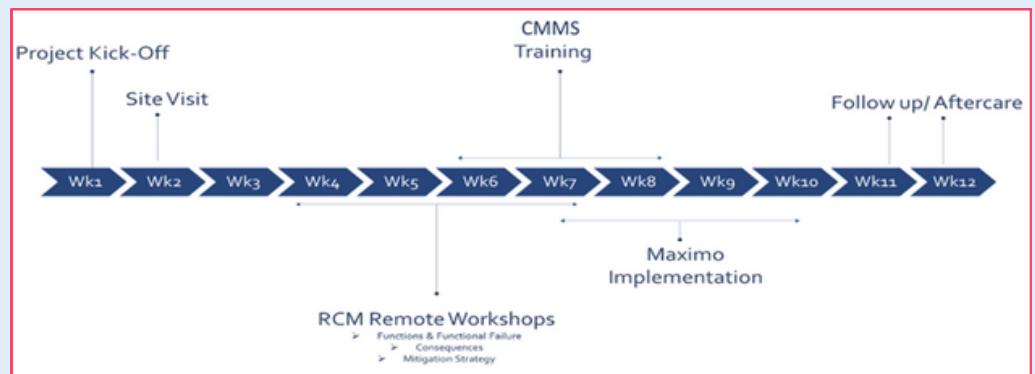 CMMS
Training
Project Kick-Off
Site Visit
Follow up/ Aftercare
Wk1 Wk2 Wk3 Wk4 Wk5 Wk6 Wk7 Wk8 Wk9 Wk10 Wk11 Wk12
Maximo
Implementation
RCM Remote Workshops
➢ Functions & Functional Failure
➢ Consequences
➢ Mitigation Strategy